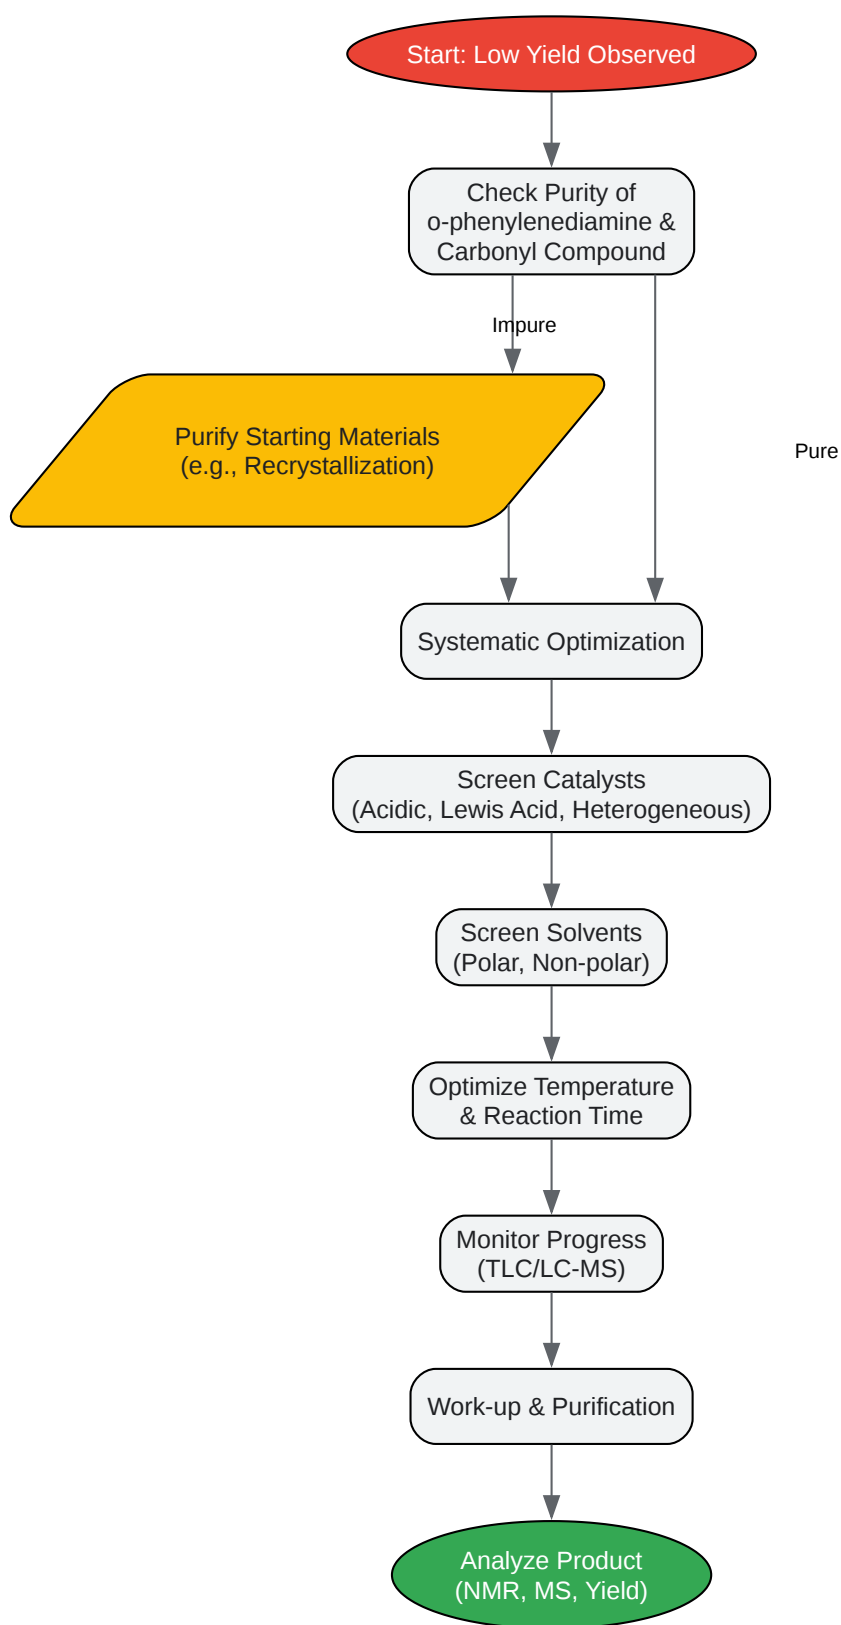 Start: Low Yield Observed
Check Purity of
o-phenylenediamine &
Carbonyl Compound
Impure
Purify Starting Materials
(e.g., Recrystallization)
Pure
Systematic Optimization
Screen Catalysts
(Acidic, Lewis Acid, Heterogeneous)
Screen Solvents
(Polar, Non-polar)
Optimize Temperature
& Reaction Time
Monitor Progress
(TLC/LC-MS)
Work-up & Purification
Analyze Product
(NMR, MS, Yield)